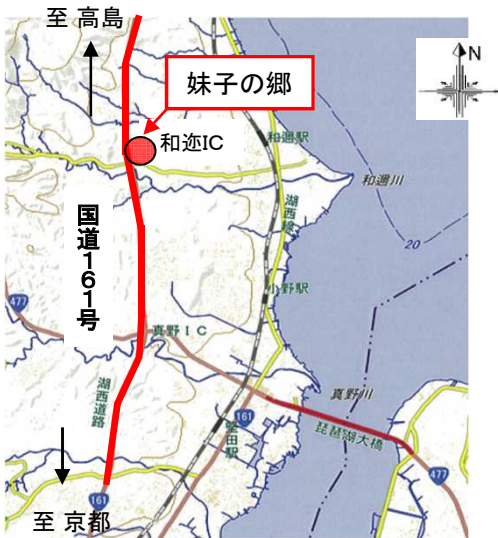 至 高島
N
妹子の郷
和迩IC
和邇駅
和邇川
湖西線
20
国道161号
小野駅
477
477
真野IC
真野川
湖西道路
161
堅田駅
琵琶湖大橋
161
至 京都